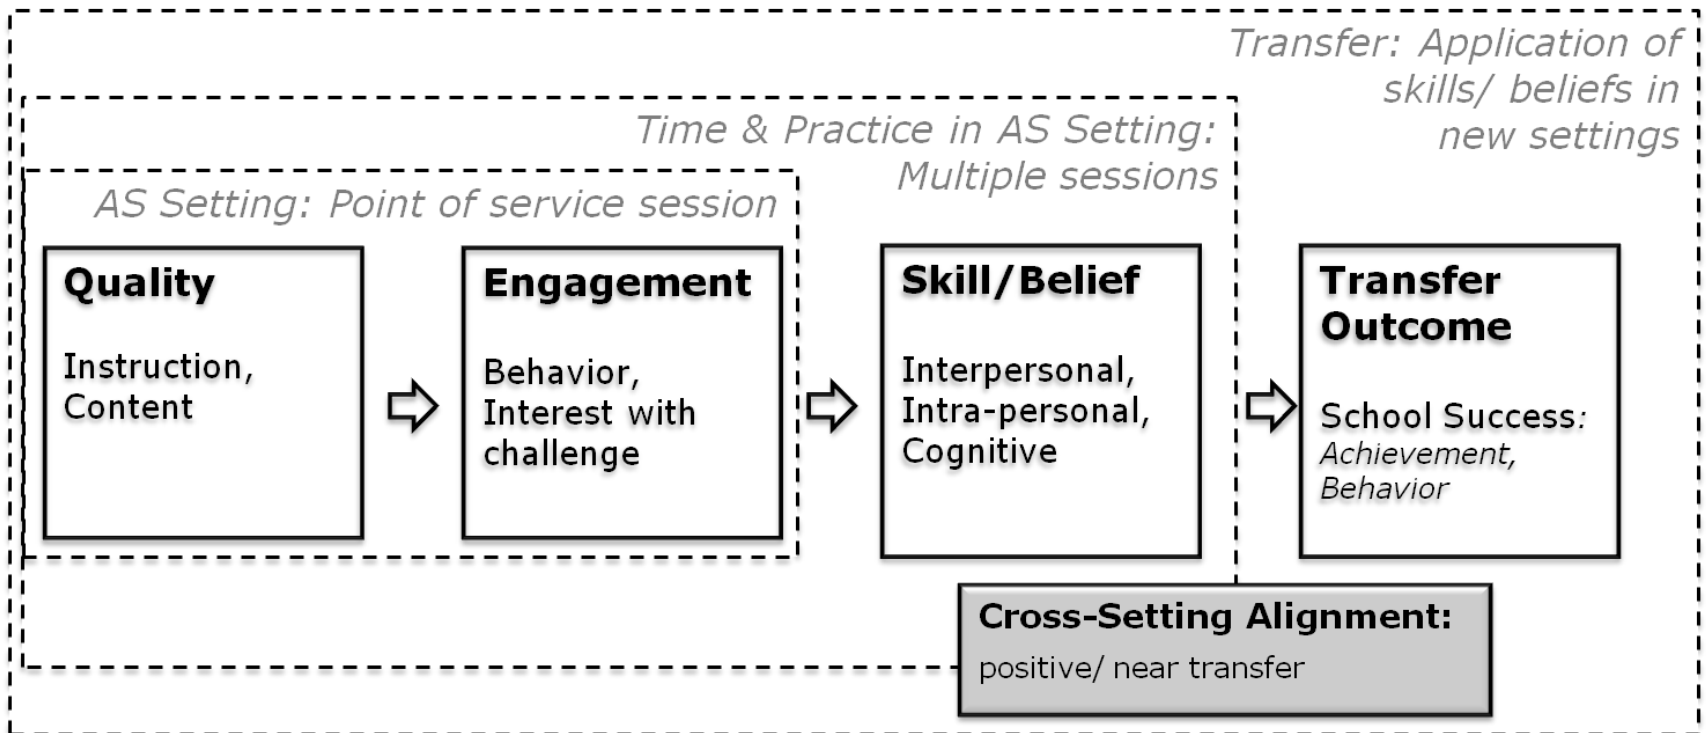 Transfer: Application of
skills/ beliefs in
new settings
Time & Practice in AS Setting:
Multiple sessions
AS Setting: Point of service session
Quality
Instruction,
Content
Engagement
Behavior,
Interest with
challenge
Skill/Belief
Interpersonal,
Intra-personal,
Cognitive
Transfer
Outcome
School Success:
Achievement,
Behavior
Cross-Setting Alignment:
positive/ near transfer